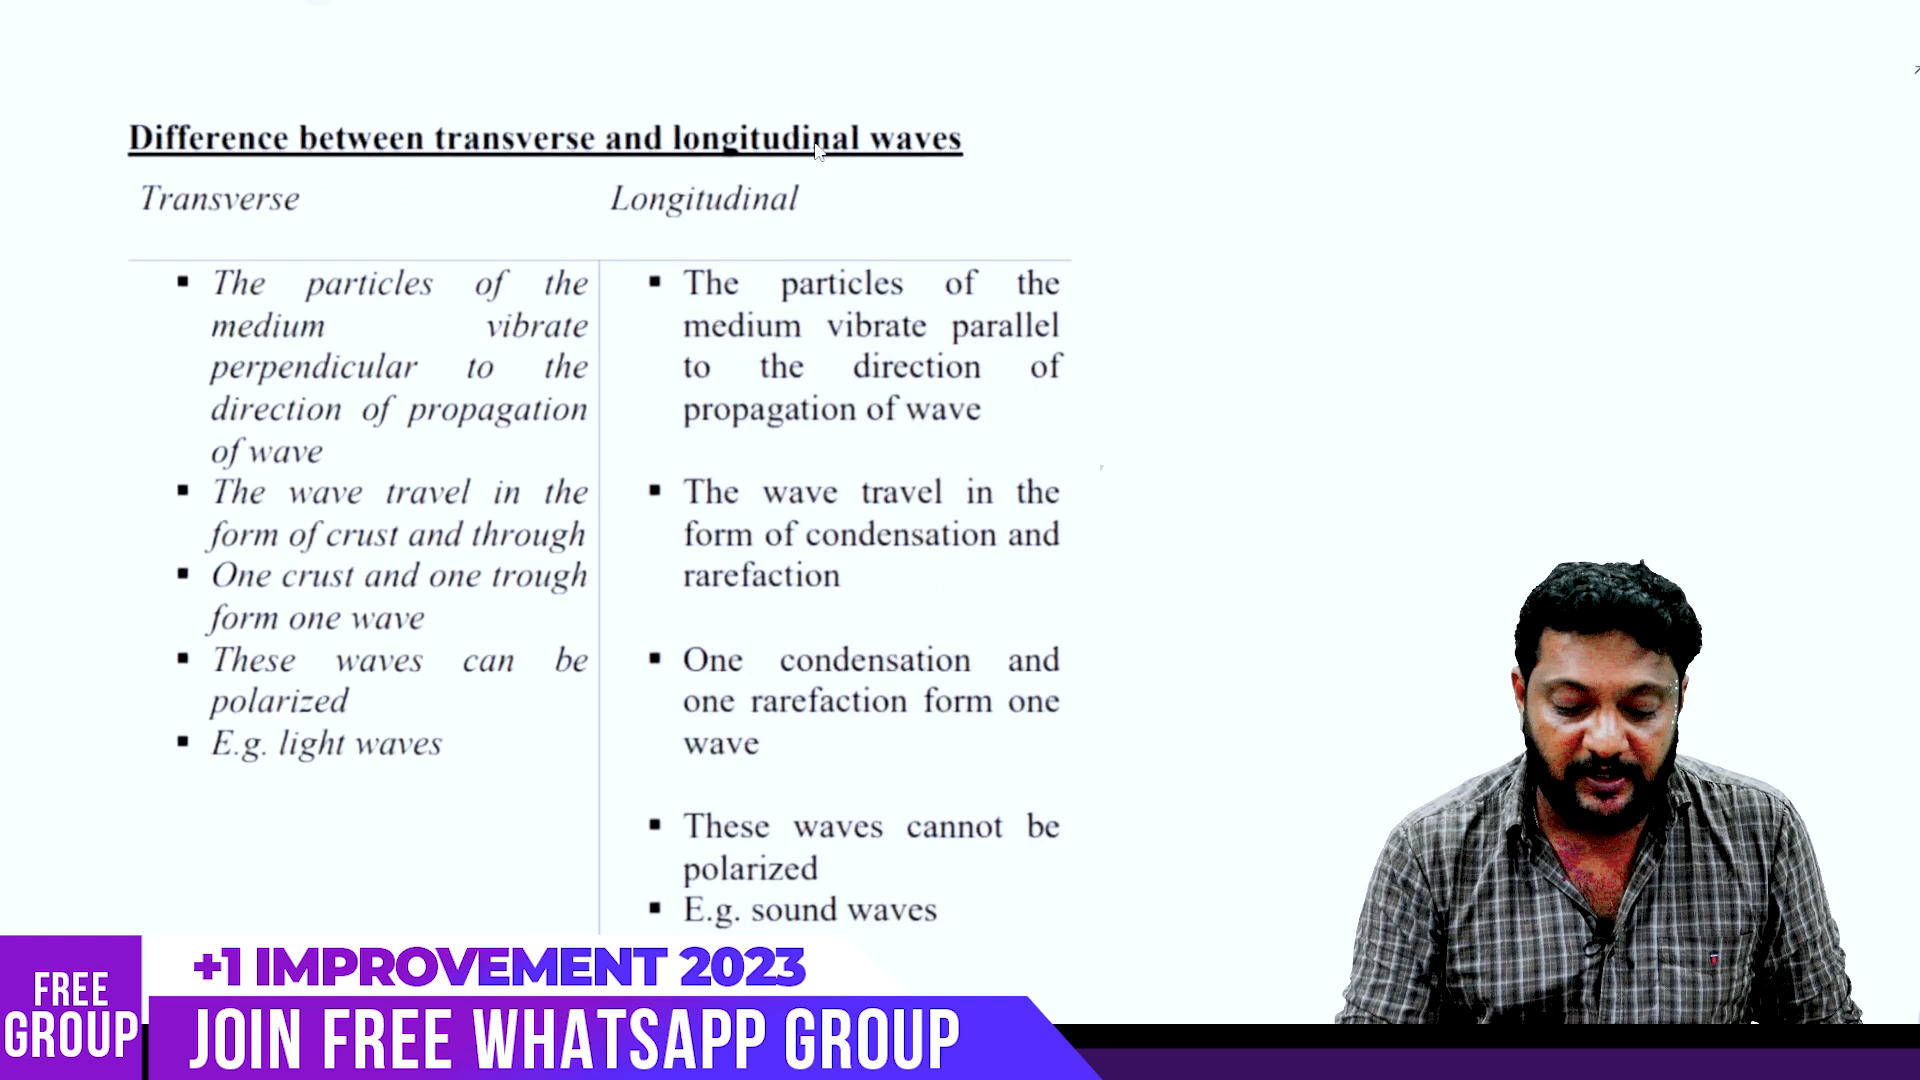 Difference between transverse and longitudinal waves
Transverse
Longitudinal
▪ The particles of the
medium vibrate
perpendicular to the
direction of propagation
of wave
▪ The wave travel in the
form of crust and through
▪ One crust and one trough
form one wave
▪ These waves can be
polarized
▪ E.g. light waves
▪ The particles of the
medium vibrate parallel
to the direction of
propagation of wave
▪ The wave travel in the
form of condensation and
rarefaction
▪ One condensation and
one rarefaction form one
wave
▪ These waves cannot be
polarized
▪ E.g. sound waves
FREE
GROUP
+1 IMPROVEMENT 2023
JOIN FREE WHATSAPP GROUP